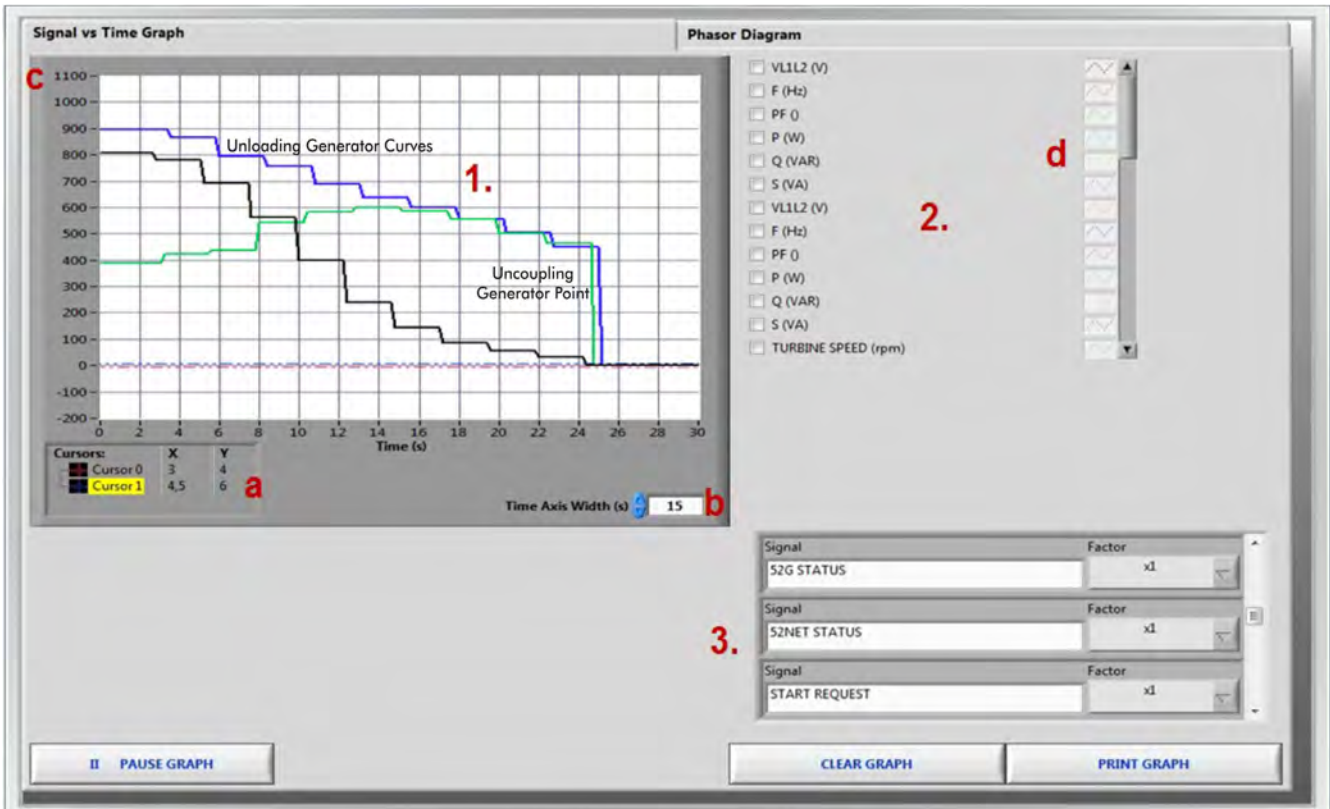 Signal vs Time Graph
Phasor Diagram
c
1100
1000
900
800
700
600
500
400
300
200
100
0
-100
-200
Unloading Generator Curves
1.
Uncoupling
Generator Point
0 2 4 6 8 10 12 14 16 18 20 22 24 26 28 30
Time (s)
Cursors: X Y
Cursor 0 3 4
Cursor 1 4,5 6
a
Time Axis Width (s) 15
b
VL1L2 (V)
F (Hz)
PF ()
P (W)
Q (VAR)
S (VA)
VL1L2 (V)
F (Hz)
PF ()
P (W)
Q (VAR)
S (VA)
TURBINE SPEED (rpm)
d
2.
Signal Factor
52G STATUS x1
Signal Factor
52NET STATUS x1
3.
Signal Factor
START REQUEST x1
II PAUSE GRAPH
CLEAR GRAPH
PRINT GRAPH